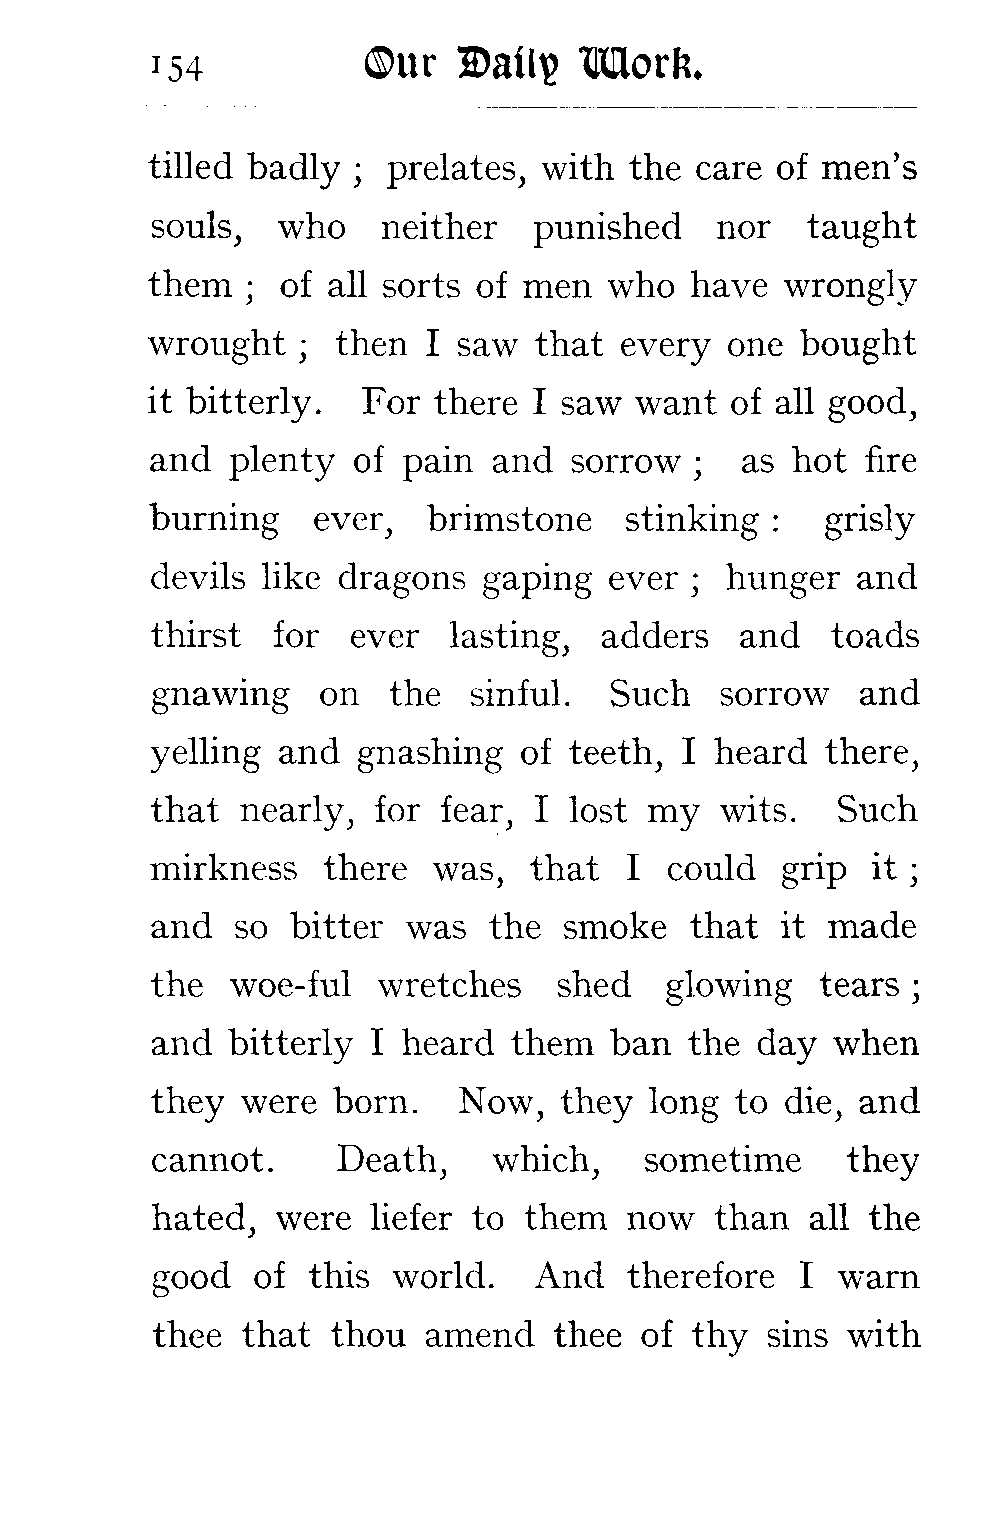 154 Our Daily Work.
tilled badly ; prelates, with the care of men's
souls, who neither punished nor taught
them ; of all sorts of men who have wrongly
wrought ; then I saw that every one bought
it bitterly. For there I saw want of all good,
and plenty of pain and sorrow ; as hot fire
burning ever, brimstone stinking : grisly
devils like dragons gaping ever ; hunger and
thirst for ever lasting, adders and toads
gnawing on the sinful. Such sorrow and
yelling and gnashing of teeth, I heard there,
that nearly, for fear, I lost my wits. Such
mirkness there was, that I could grip it ;
and so bitter was the smoke that it made
the woe-ful wretches shed glowing tears ;
and bitterly I heard them ban the day when
they were born. Now, they long to die, and
cannot. Death, which, sometime they
hated, were liefer to them now than all the
good of this world. And therefore I warn
thee that thou amend thee of thy sins with